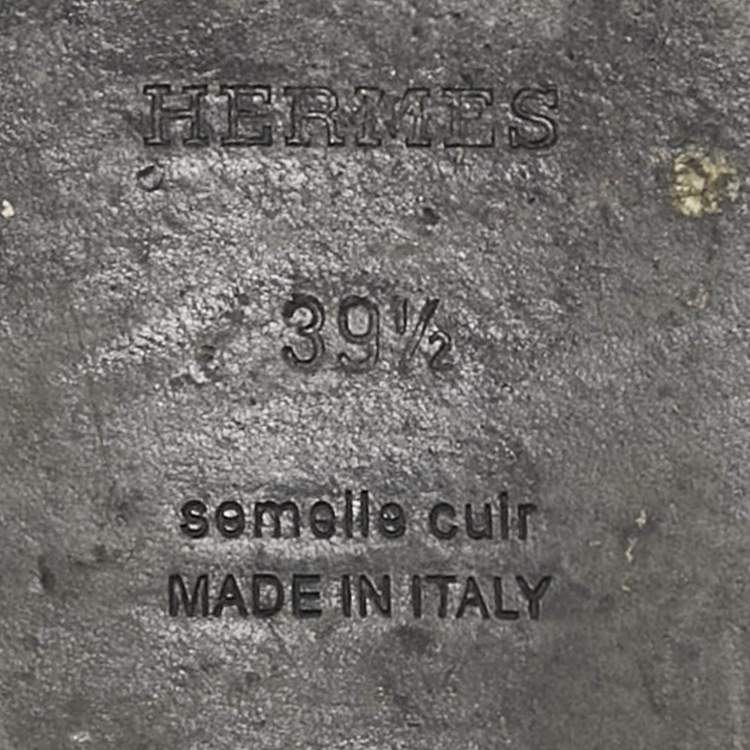 HERMES
39½
semelle cuir
MADE IN ITALY